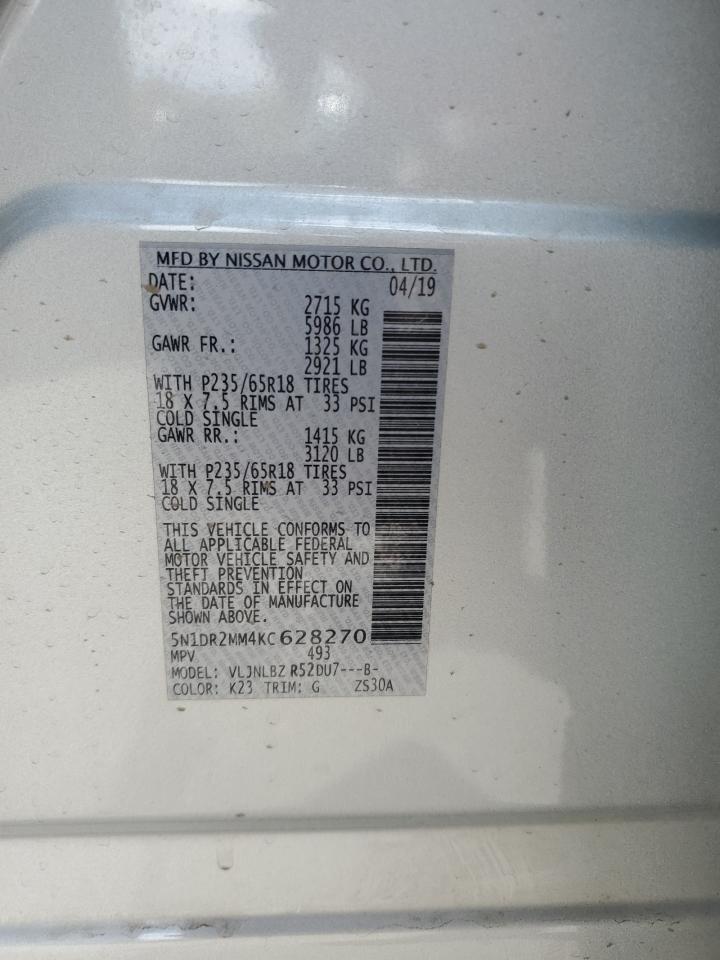 MFD BY NISSAN MOTOR CO., LTD.
DATE: 04/19
GVWR: 2715 KG
5986 LB
GAWR FR.: 1325 KG
2921 LB
WITH P235/65R18 TIRES
18 X 7.5 RIMS AT 33 PSI
COLD SINGLE
GAWR RR.: 1415 KG
3120 LB
WITH P235/65R18 TIRES
18 X 7.5 RIMS AT 33 PSI
COLD SINGLE
THIS VEHICLE CONFORMS TO
ALL APPLICABLE FEDERAL
MOTOR VEHICLE SAFETY AND
THEFT PREVENTION
STANDARDS IN EFFECT ON
THE DATE OF MANUFACTURE
SHOWN ABOVE.
5N1DR2MM4KC628270
MPV 493
MODEL: VLJNLBZ R52DU7---B-
COLOR: K23 TRIM: G ZS30A